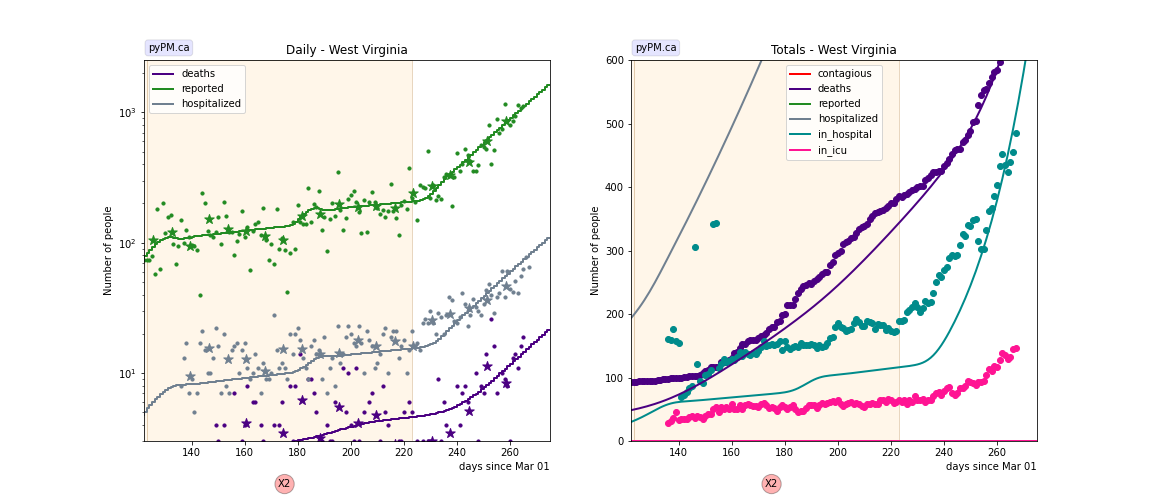 pyPM.ca
Daily - West Virginia
deaths
reported
hospitalized
Number of people
10³
10²
10¹
140 160 180 200 220 240 260
days since Mar 01
X2
pyPM.ca
Totals - West Virginia
contagious
deaths
reported
hospitalized
in_hospital
in_icu
Number of people
600
500
400
300
200
100
0
140 160 180 200 220 240 260
days since Mar 01
X2